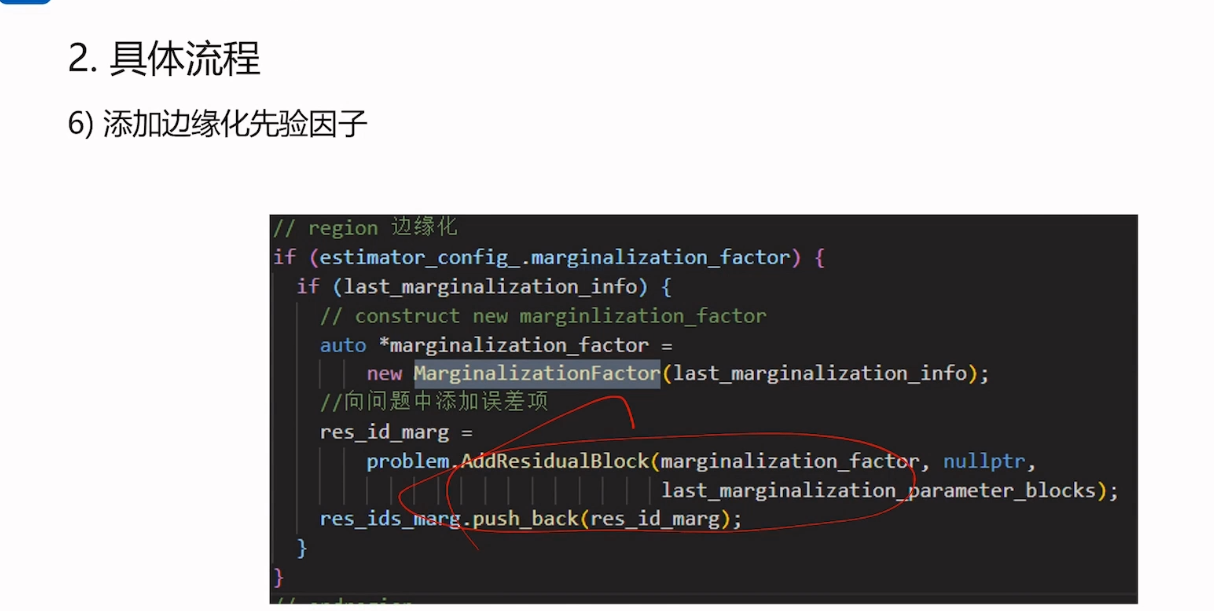 2. 具体流程
6) 添加边缘化先验因子
// region 边缘化
if (estimator_config_.marginalization_factor) {
if (last_marginalization_info) {
// construct new marginlization_factor
auto *marginalization_factor =
new MarginalizationFactor(last_marginalization_info);
//向问题中添加误差项
res_id_marg =
problem.AddResidualBlock(marginalization_factor, nullptr,
last_marginalization_parameter_blocks);
res_ids_marg.push_back(res_id_marg);
}
}
// endregion